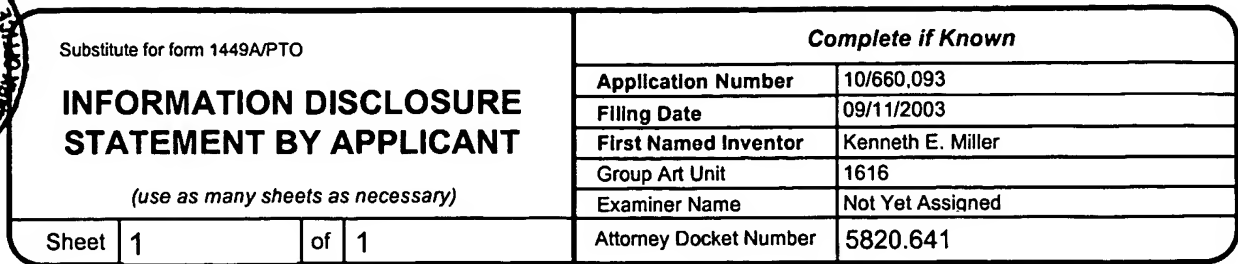 Substitute for form 1449A/PTO
INFORMATION DISCLOSURE
STATEMENT BY APPLICANT
(use as many sheets as necessary)
Sheet 1 of 1
Complete if Known
Application Number 10/660,093
Filing Date 09/11/2003
First Named Inventor Kenneth E. Miller
Group Art Unit 1616
Examiner Name Not Yet Assigned
Attorney Docket Number 5820.641